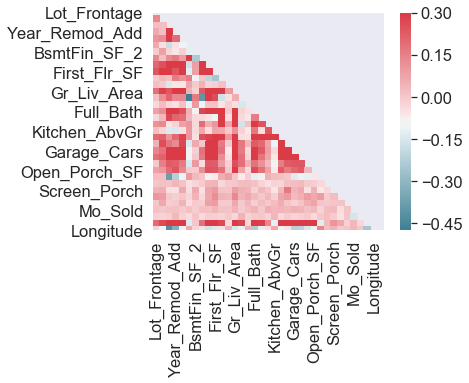 Lot_Frontage
Year_Remod_Add
BsmtFin_SF_2
First_Flr_SF
Gr_Liv_Area
Full_Bath
Kitchen_AbvGr
Garage_Cars
Open_Porch_SF
Screen_Porch
Mo_Sold
Longitude
Lot_Frontage
Year_Remod_Add
BsmtFin_SF_2
First_Flr_SF
Gr_Liv_Area
Full_Bath
Kitchen_AbvGr
Garage_Cars
Open_Porch_SF
Screen_Porch
Mo_Sold
Longitude
0.30
0.15
0.00
−0.15
−0.30
−0.45